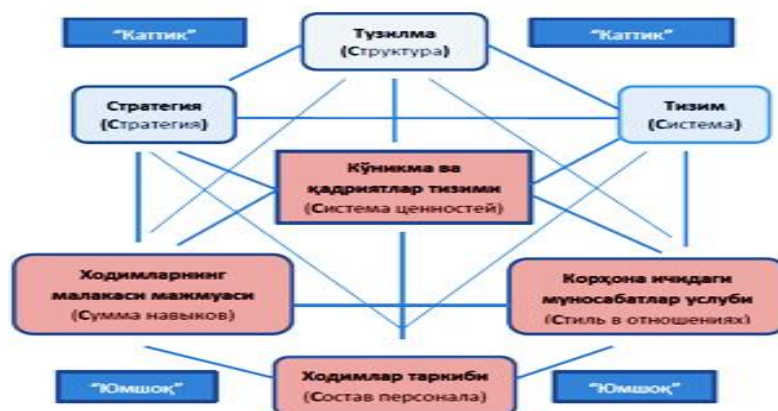 "Каттик"
Тузилма
(Структура)
"Каттик"
Стратегия
(Стратегия)
Тизим
(Система)
Кўникма ва
қадриятлар тизими
(Система ценностей)
Ходимларнинг
малакаси мажмуаси
(Сумма навыков)
Корҳона ичидаги
муносабатлар услуби
(Стиль в отношениях)
"Юмшоқ"
Ходимлар таркиби
(Состав персонала)
"Юмшоқ"